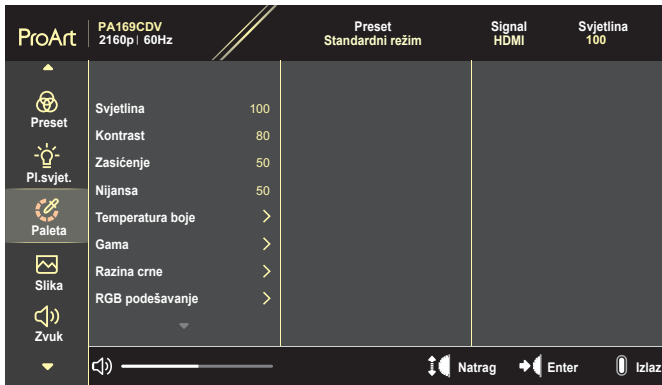 ProArt
PA169CDV
2160p | 60Hz
Preset
Standardni režim
Signal
HDMI
Svjetlina
100
Preset
Pl.svjet.
Paleta
Slika
Zvuk
Svjetlina 100
Kontrast 80
Zasićenje 50
Nijansa 50
Temperatura boje
Gama
Razina crne
RGB podešavanje
Natrag
Enter
Izlaz